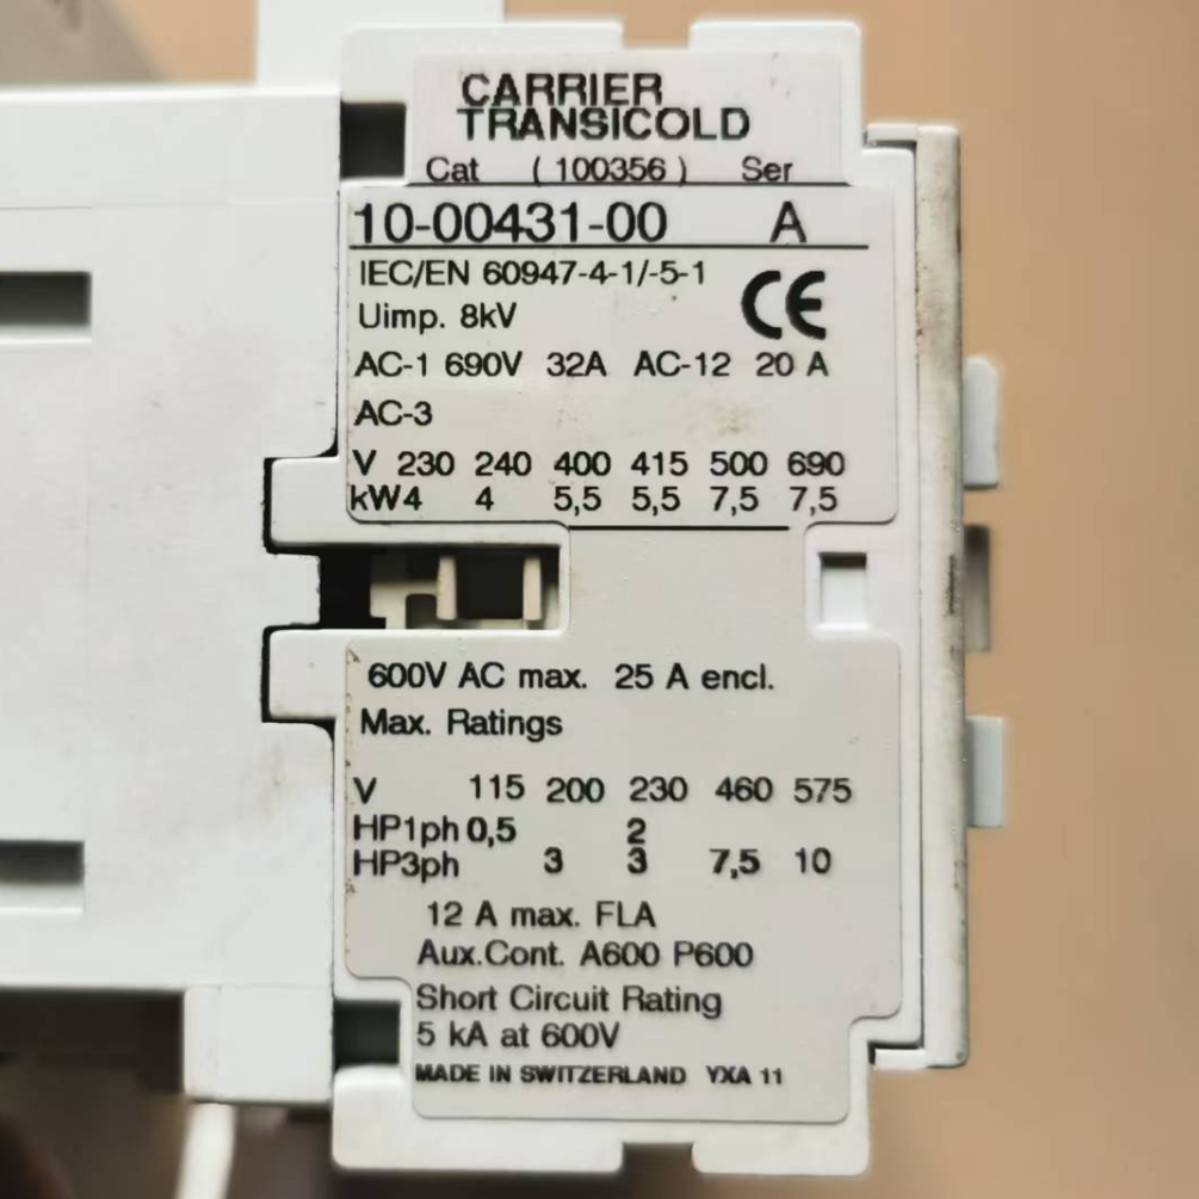 CARRIER
TRANSICOLD
Cat (100356) Ser
10-00431-00 A
IEC/EN 60947-4-1/-5-1
Uimp. 8kV CE
AC-1 690V 32A AC-12 20 A
AC-3
V 230 240 400 415 500 690
kW4 4 5,5 5,5 7,5 7,5
600V AC max. 25 A encl.
Max. Ratings
V 115 200 230 460 575
HP1ph 0,5 2
HP3ph 3 3 7,5 10
12 A max. FLA
Aux.Cont. A600 P600
Short Circuit Rating
5 kA at 600V
MADE IN SWITZERLAND YXA 11